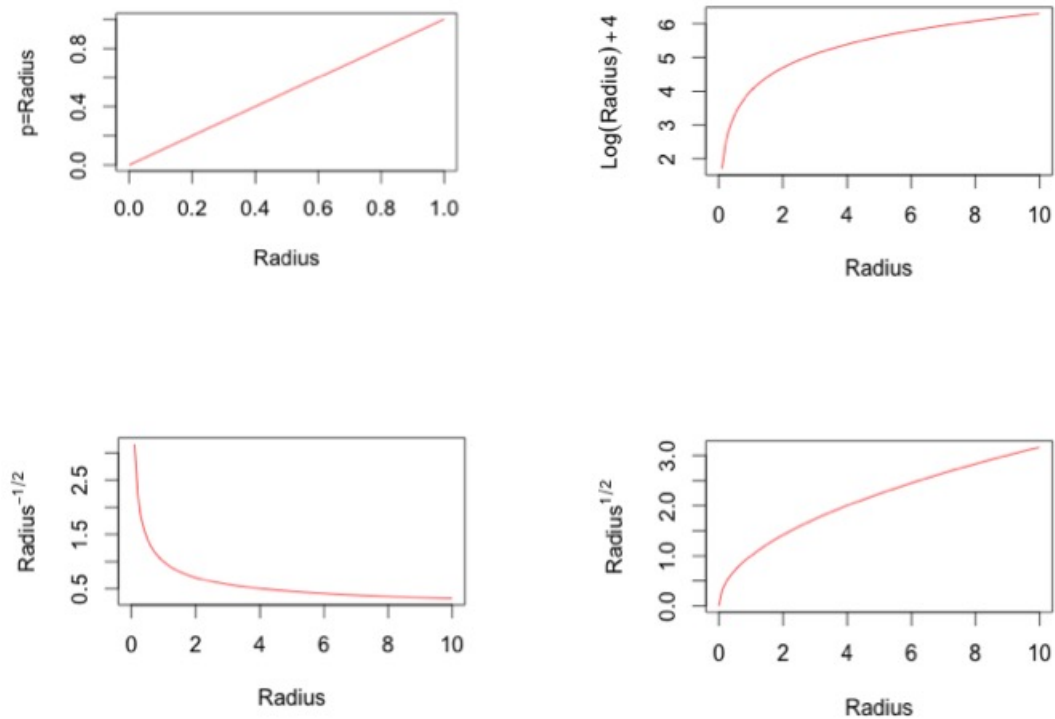 p=Radius
0.0 0.4 0.8
0.0 0.2 0.4 0.6 0.8 1.0
Radius
Log(Radius)+4
2 3 4 5 6
0 2 4 6 8 10
Radius
Radius^{-1/2}
0.5 1.5 2.5
0 2 4 6 8 10
Radius
Radius^{1/2}
0.0 1.0 2.0 3.0
0 2 4 6 8 10
Radius